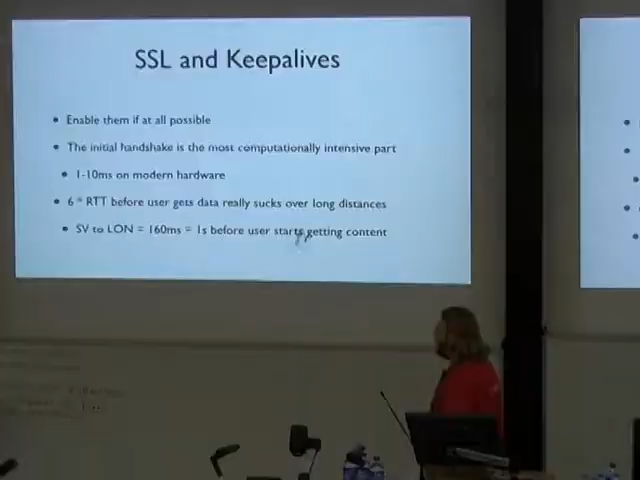 SSL and Keepalives
• Enable them if at all possible
• The initial handshake is the most computationally intensive part
• 1-10ms on modern hardware
• 6 * RTT before user gets data really sucks over long distances
• SV to LON = 160ms = 1s before user starts getting content